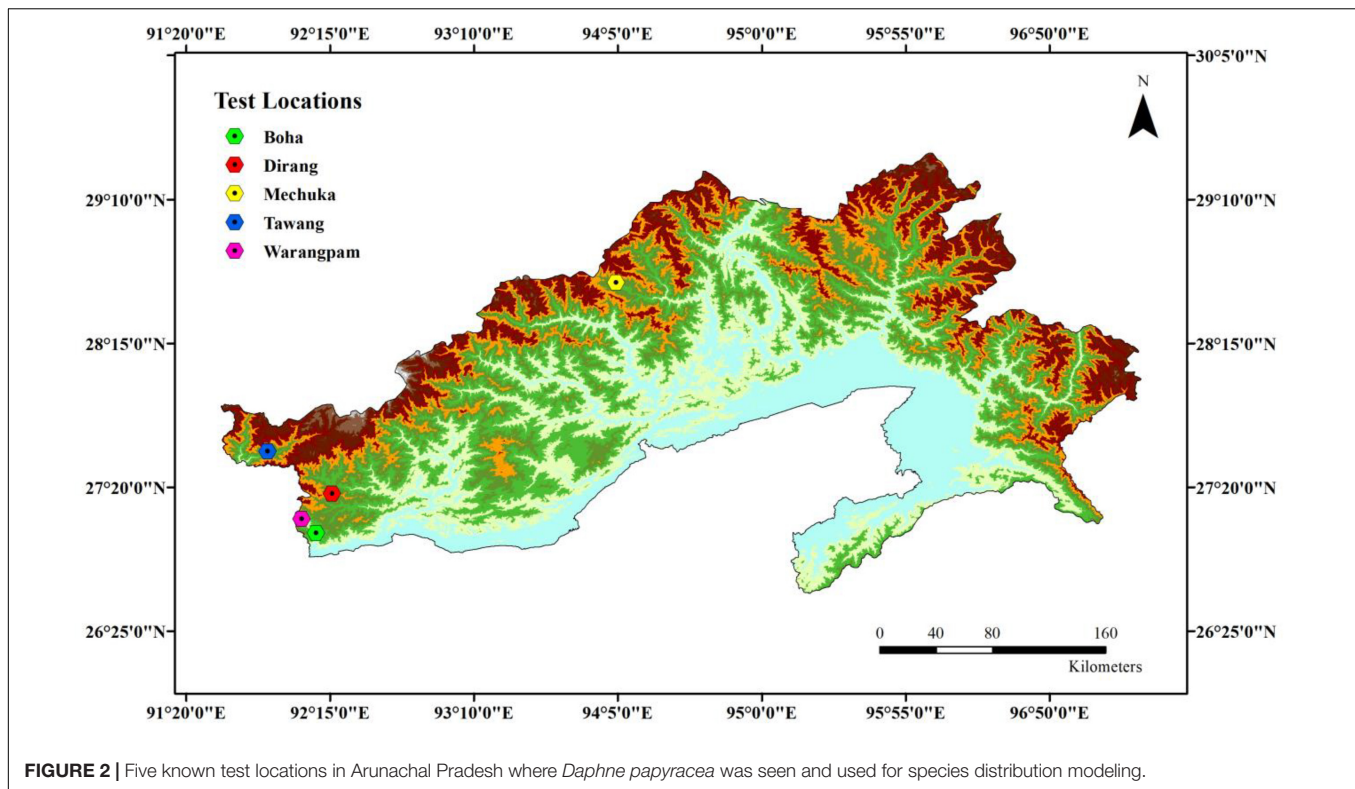 91°20'0"E 92°15'0"E 93°10'0"E 94°5'0"E 95°0'0"E 95°55'0"E 96°50'0"E
30°5'0"N
Test Locations
N
Boha
Dirang
Mechuka
Tawang
Warangpam
29°10'0"N 29°10'0"N
28°15'0"N 28°15'0"N
27°20'0"N 27°20'0"N
26°25'0"N 26°25'0"N
0 40 80 160
Kilometers
91°20'0"E 92°15'0"E 93°10'0"E 94°5'0"E 95°0'0"E 95°55'0"E 96°50'0"E
FIGURE 2 | Five known test locations in Arunachal Pradesh where Daphne papyracea was seen and used for species distribution modeling.